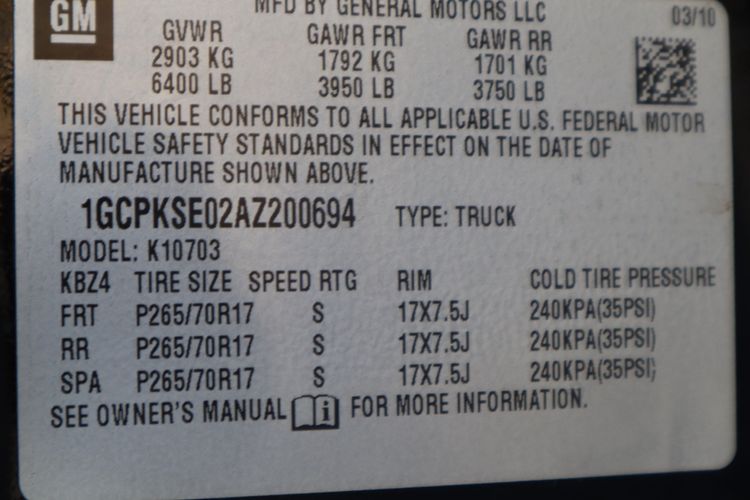 GM
MFD BY GENERAL MOTORS LLC 03/10
GVWR GAWR FRT GAWR RR
2903 KG 1792 KG 1701 KG
6400 LB 3950 LB 3750 LB
THIS VEHICLE CONFORMS TO ALL APPLICABLE U.S. FEDERAL MOTOR
VEHICLE SAFETY STANDARDS IN EFFECT ON THE DATE OF
MANUFACTURE SHOWN ABOVE.
1GCPKSE02AZ200694 TYPE: TRUCK
MODEL: K10703
KBZ4 TIRE SIZE SPEED RTG RIM COLD TIRE PRESSURE
FRT P265/70R17 S 17X7.5J 240KPA(35PSI)
RR P265/70R17 S 17X7.5J 240KPA(35PSI)
SPA P265/70R17 S 17X7.5J 240KPA(35PSI)
SEE OWNER'S MANUAL i FOR MORE INFORMATION.